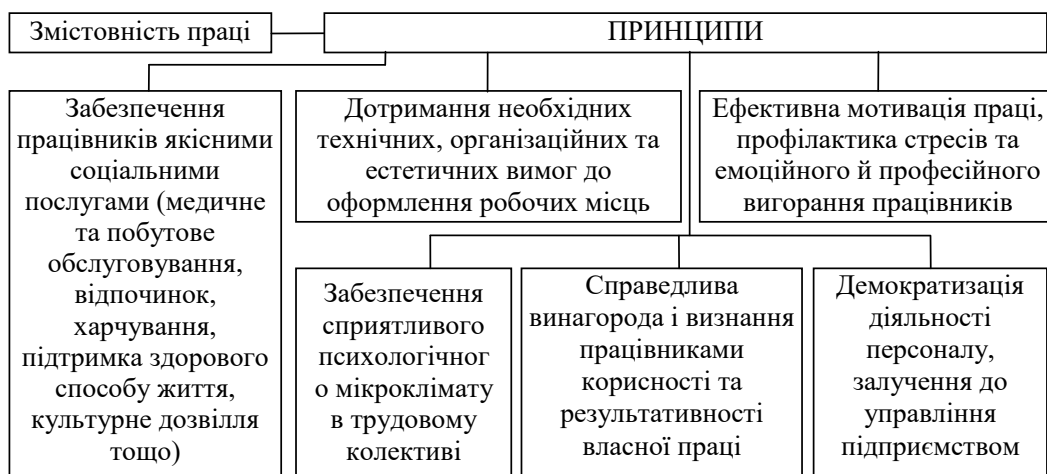 Змістовність праці
ПРИНЦИПИ
Забезпечення
працівників якісними
соціальними
послугами (медичне
та побутове
обслуговування,
відпочинок,
харчування,
підтримка здорового
способу життя,
культурне дозвілля
тощо)
Дотримання необхідних
технічних, організаційних та
естетичних вимог до
оформлення робочих місць
Ефективна мотивація праці,
профілактика стресів та
емоційного й професійного
вигорання працівників
Забезпечення
сприятливого
психологічног
о мікроклімату
в трудовому
колективі
Справедлива
винагорода і визнання
працівниками
корисності та
результативності
власної праці
Демократизація
діяльності
персоналу,
залучення до
управління
підприємством